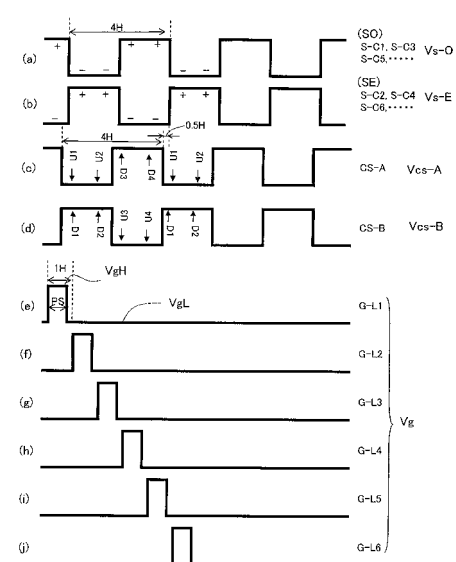 4H
(SO)
(a) + + + − − − − S-C1, S-C3 S-C5,····· Vs-O
(SE)
(b) − + + − − + + S-C2, S-C4 S-C6,····· Vs-E
4H 0.5H
(c) U1 U2 D3 D4 U1 U2 CS-A Vcs-A
(d) D1 D2 U3 U4 D1 D2 CS-B Vcs-B
1H VgH
(e) PS VgL G-L1
(f) G-L2
(g) G-L3
Vg
(h) G-L4
(i) G-L5
(j) G-L6